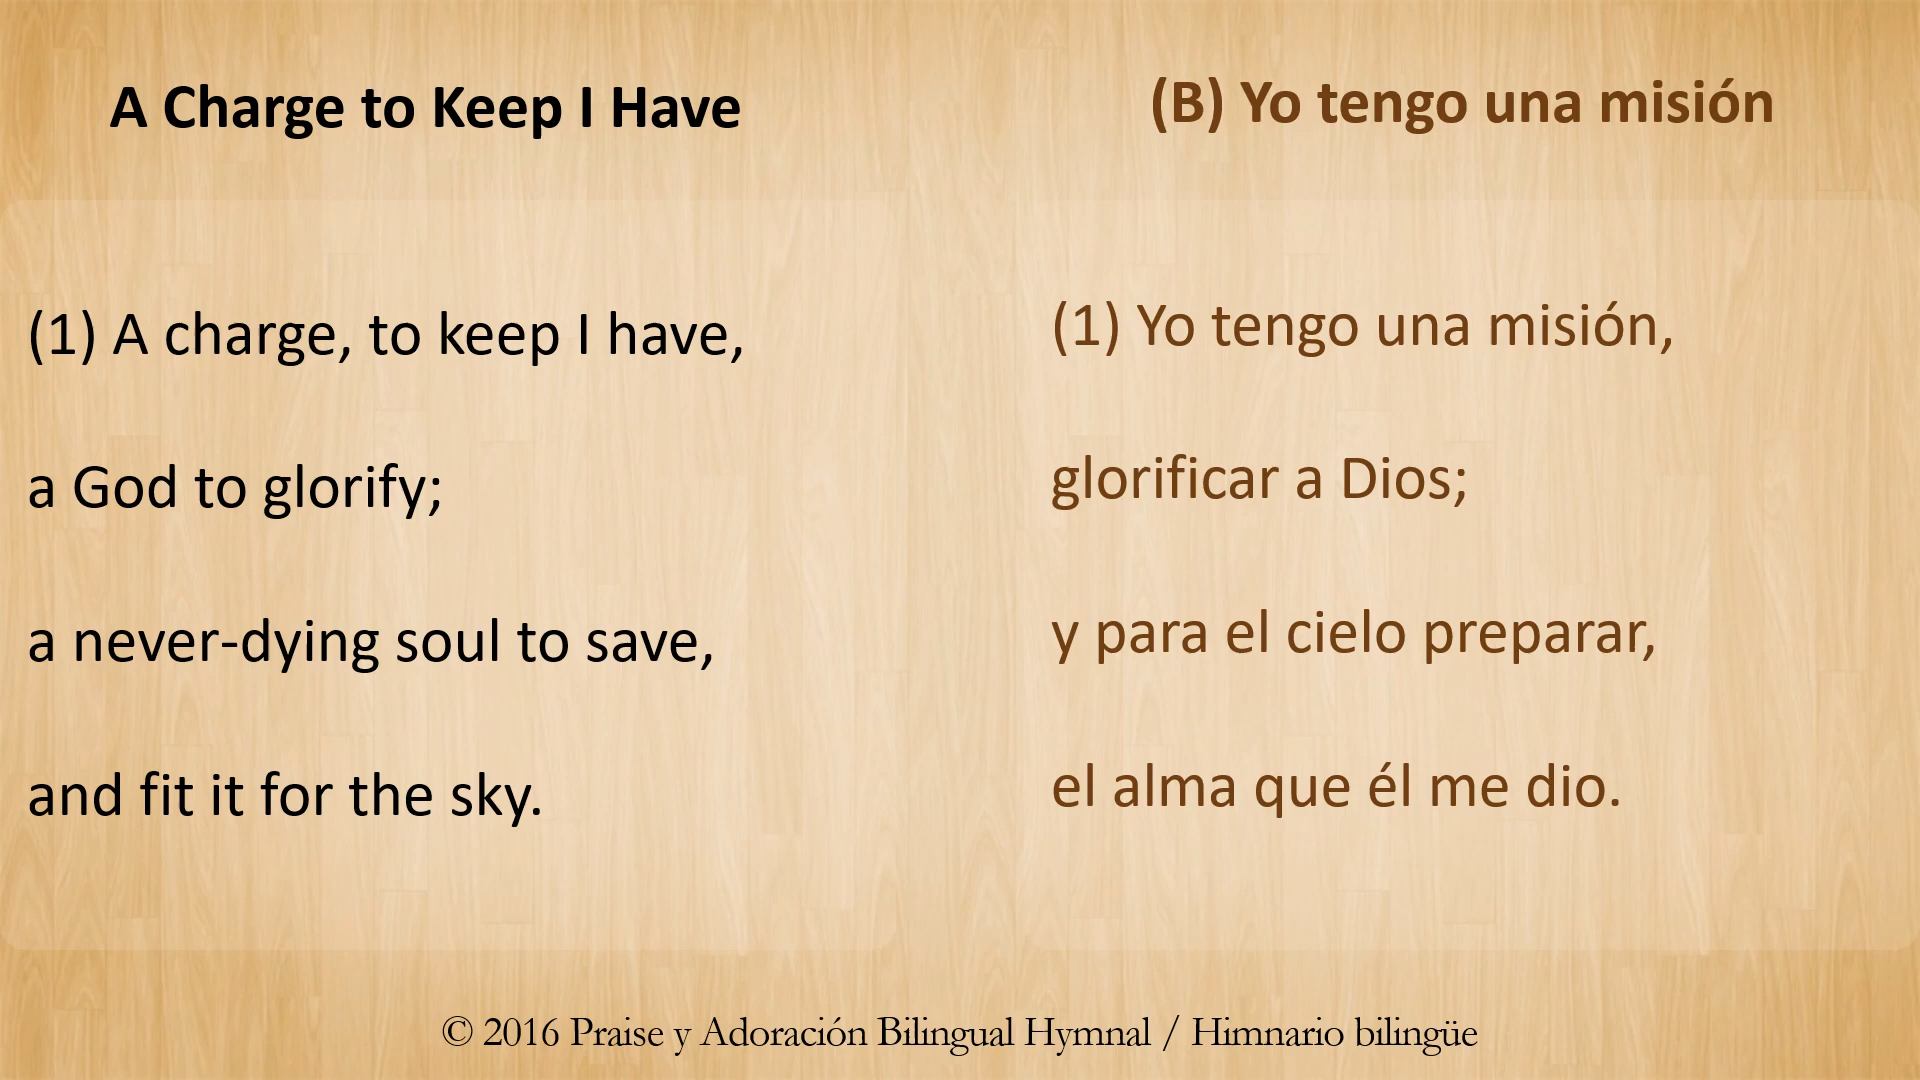 A Charge to Keep I Have
(1) A charge, to keep I have,
a God to glorify;
a never-dying soul to save,
and fit it for the sky.
(B) Yo tengo una misión
(1) Yo tengo una misión,
glorificar a Dios;
y para el cielo preparar,
el alma que él me dio.
© 2016 Praise y Adoración Bilingual Hymnal / Himnario bilingüe